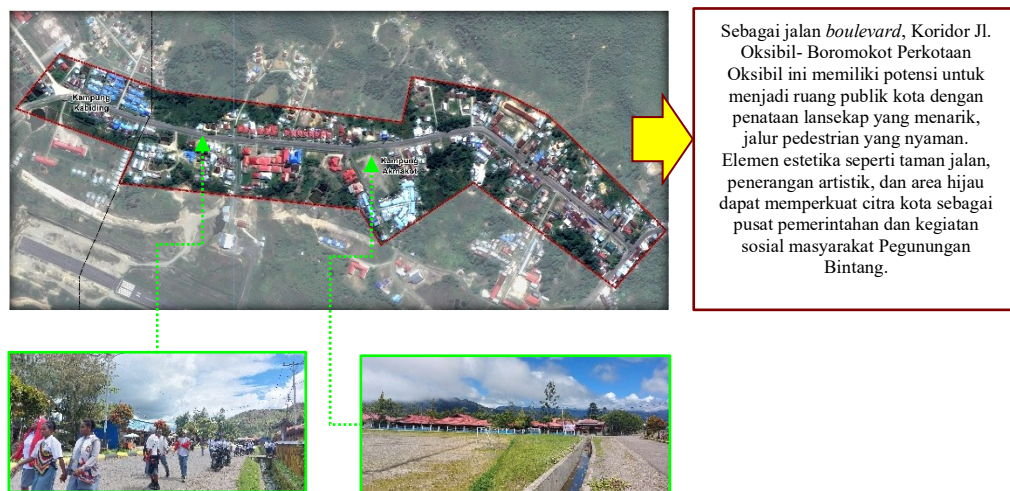 Kampung
Kabiding
Kampung
Akmakot
Sebagai jalan boulevard, Koridor Jl.
Oksibil- Boromokot Perkotaan
Oksibil ini memiliki potensi untuk
menjadi ruang publik kota dengan
penataan lansekap yang menarik,
jalur pedestrian yang nyaman.
Elemen estetika seperti taman jalan,
penerangan artistik, dan area hijau
dapat memperkuat citra kota sebagai
pusat pemerintahan dan kegiatan
sosial masyarakat Pegunungan
Bintang.